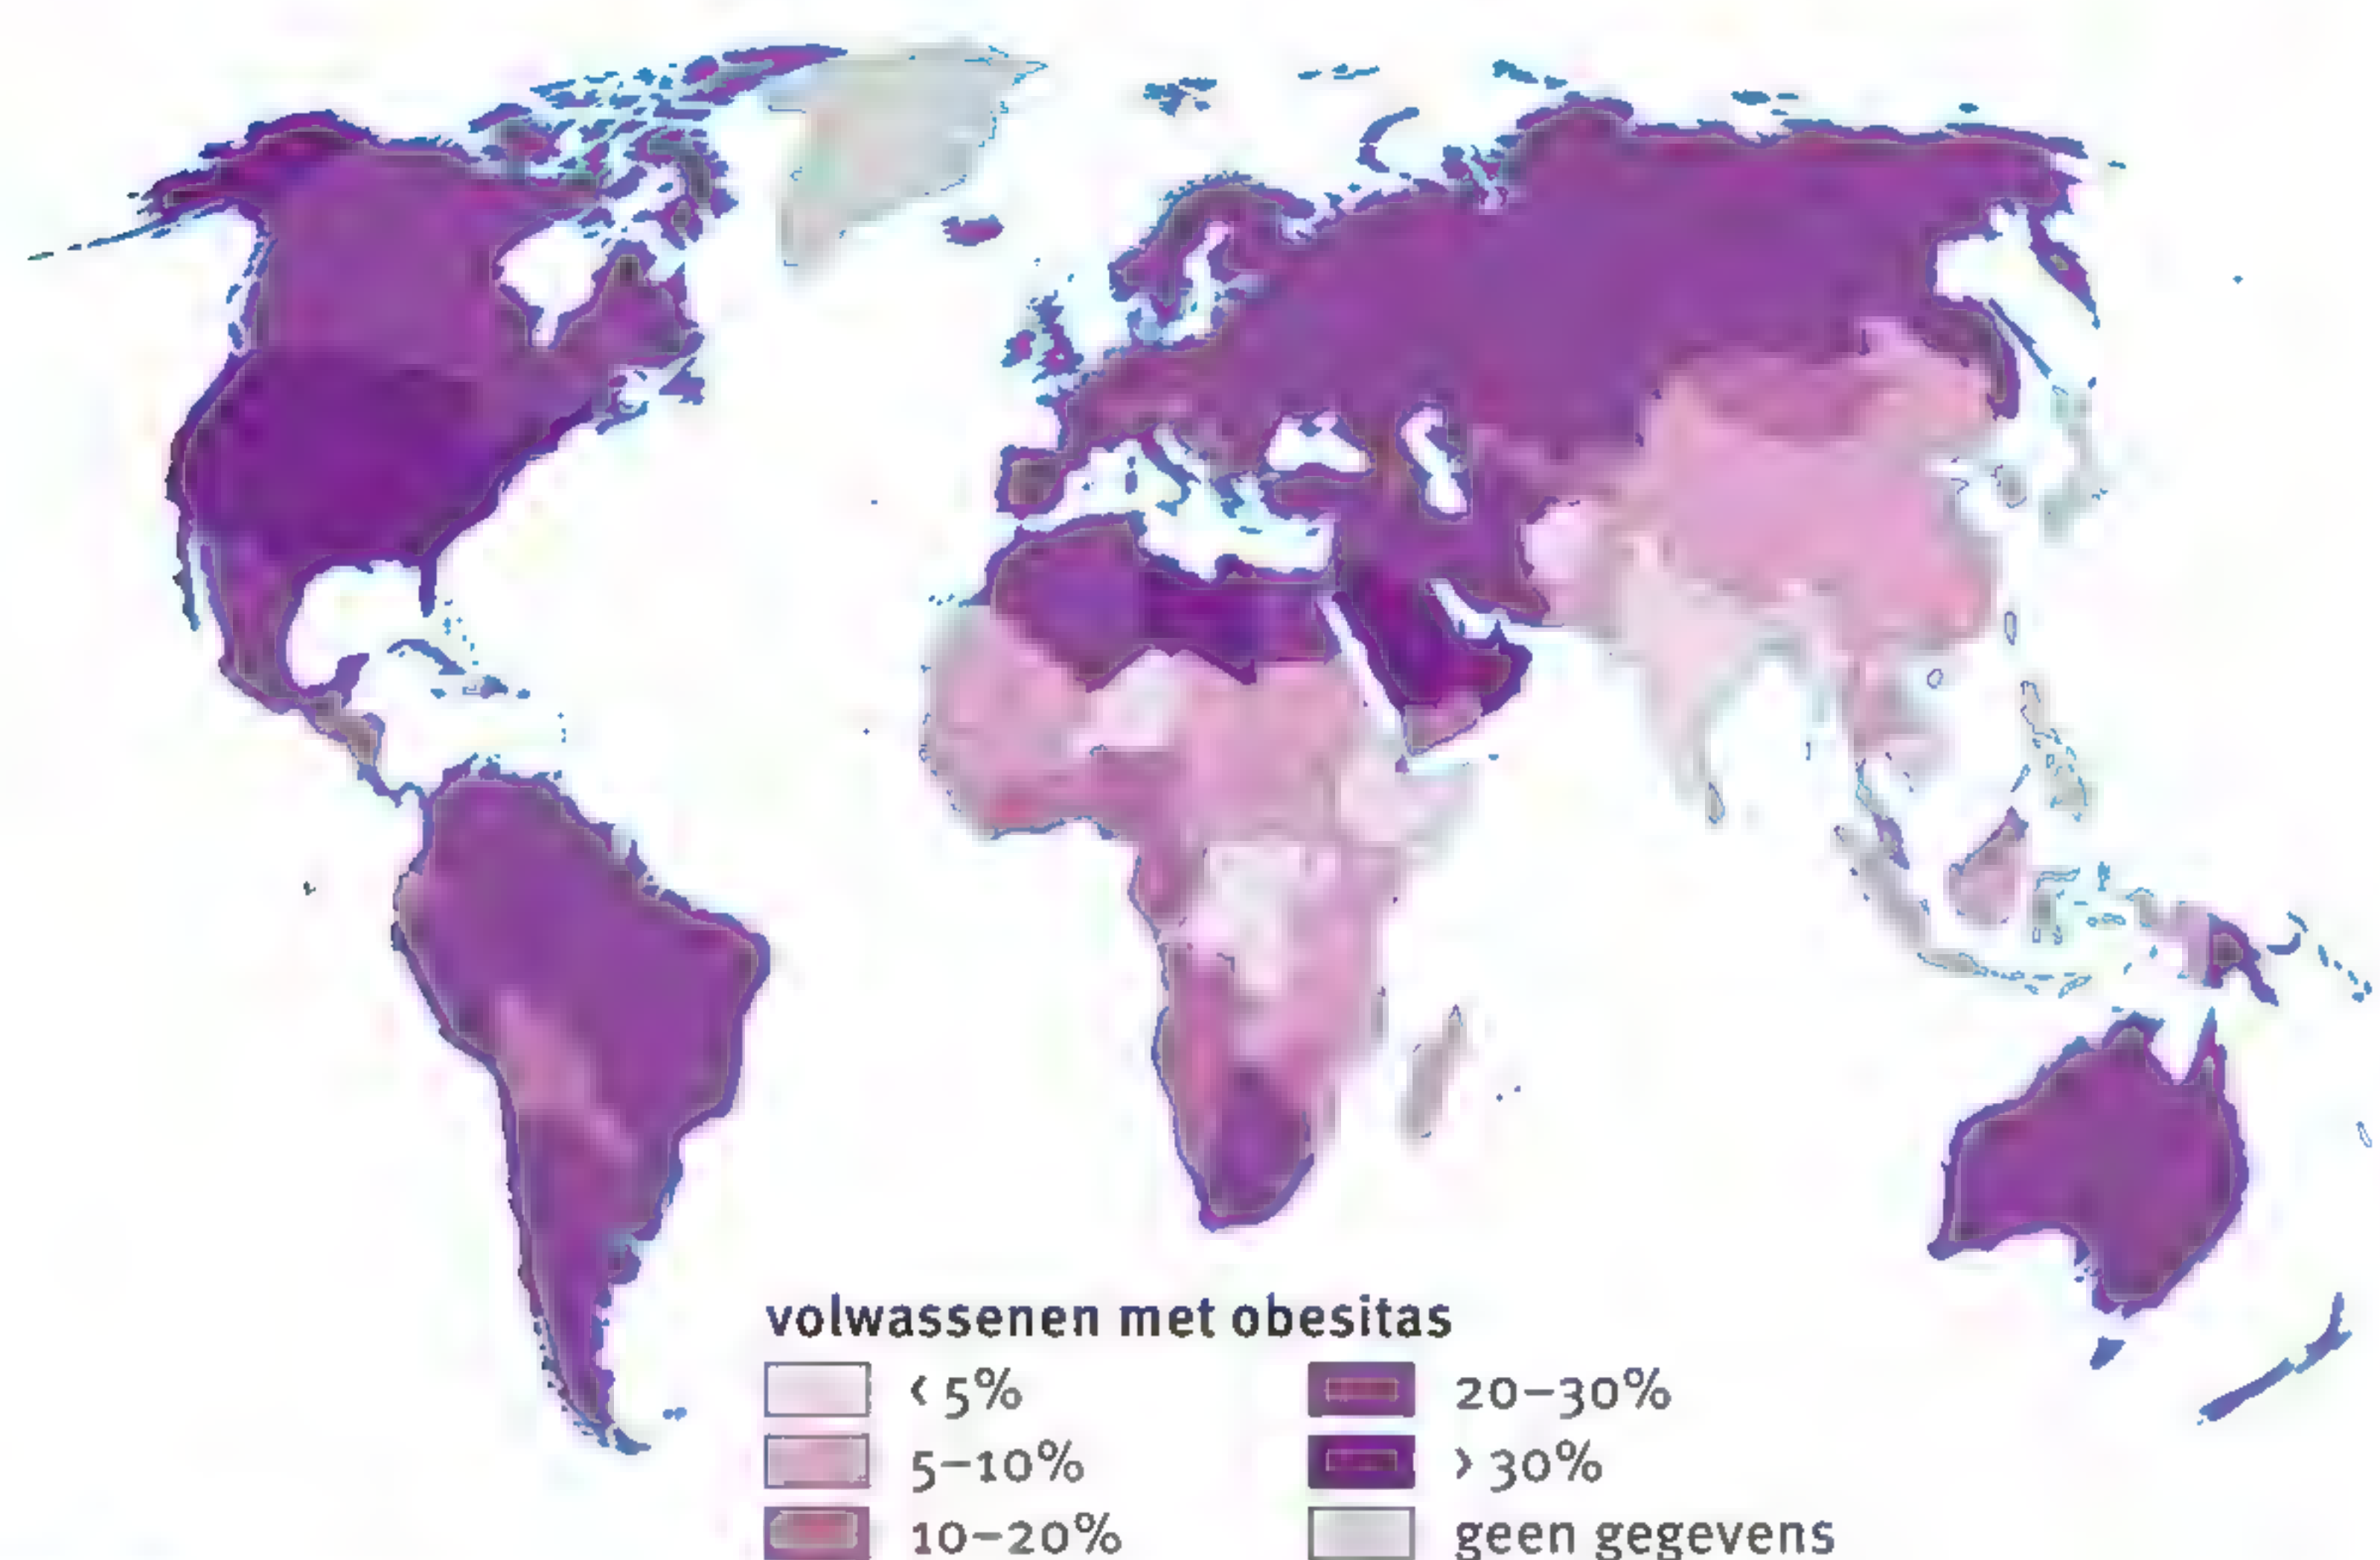 volwassenen met obesitas
‹ 5%
5–10%
10–20%
20–30%
› 30%
geen gegevens